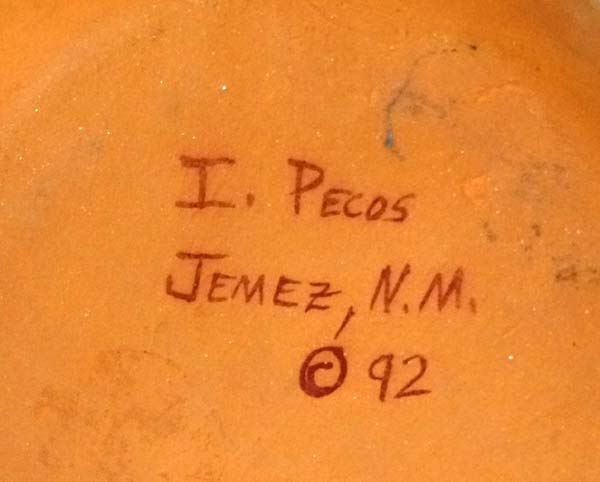 I. PECOS
JEMEZ, N.M.
© 92